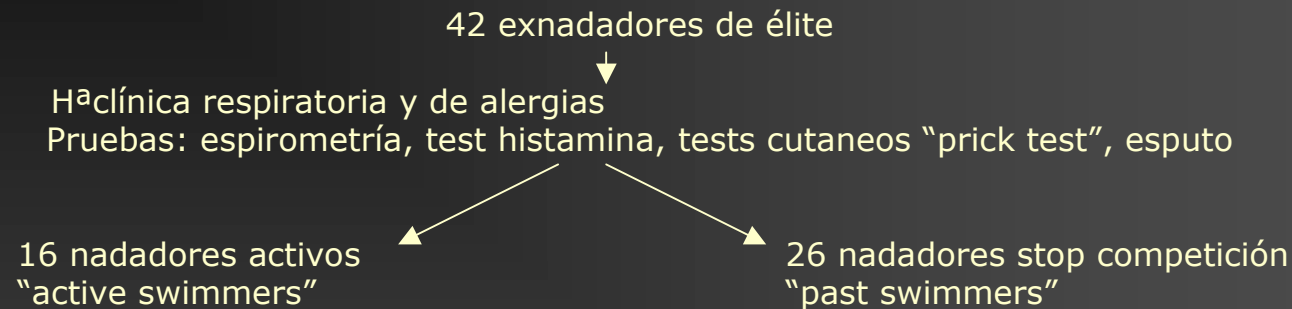 42 exnadadores de élite
Hªclínica respiratoria y de alergias
Pruebas: espirometría, test histamina, tests cutaneos “prick test”, esputo
16 nadadores activos
“active swimmers”
26 nadadores stop competición
“past swimmers”